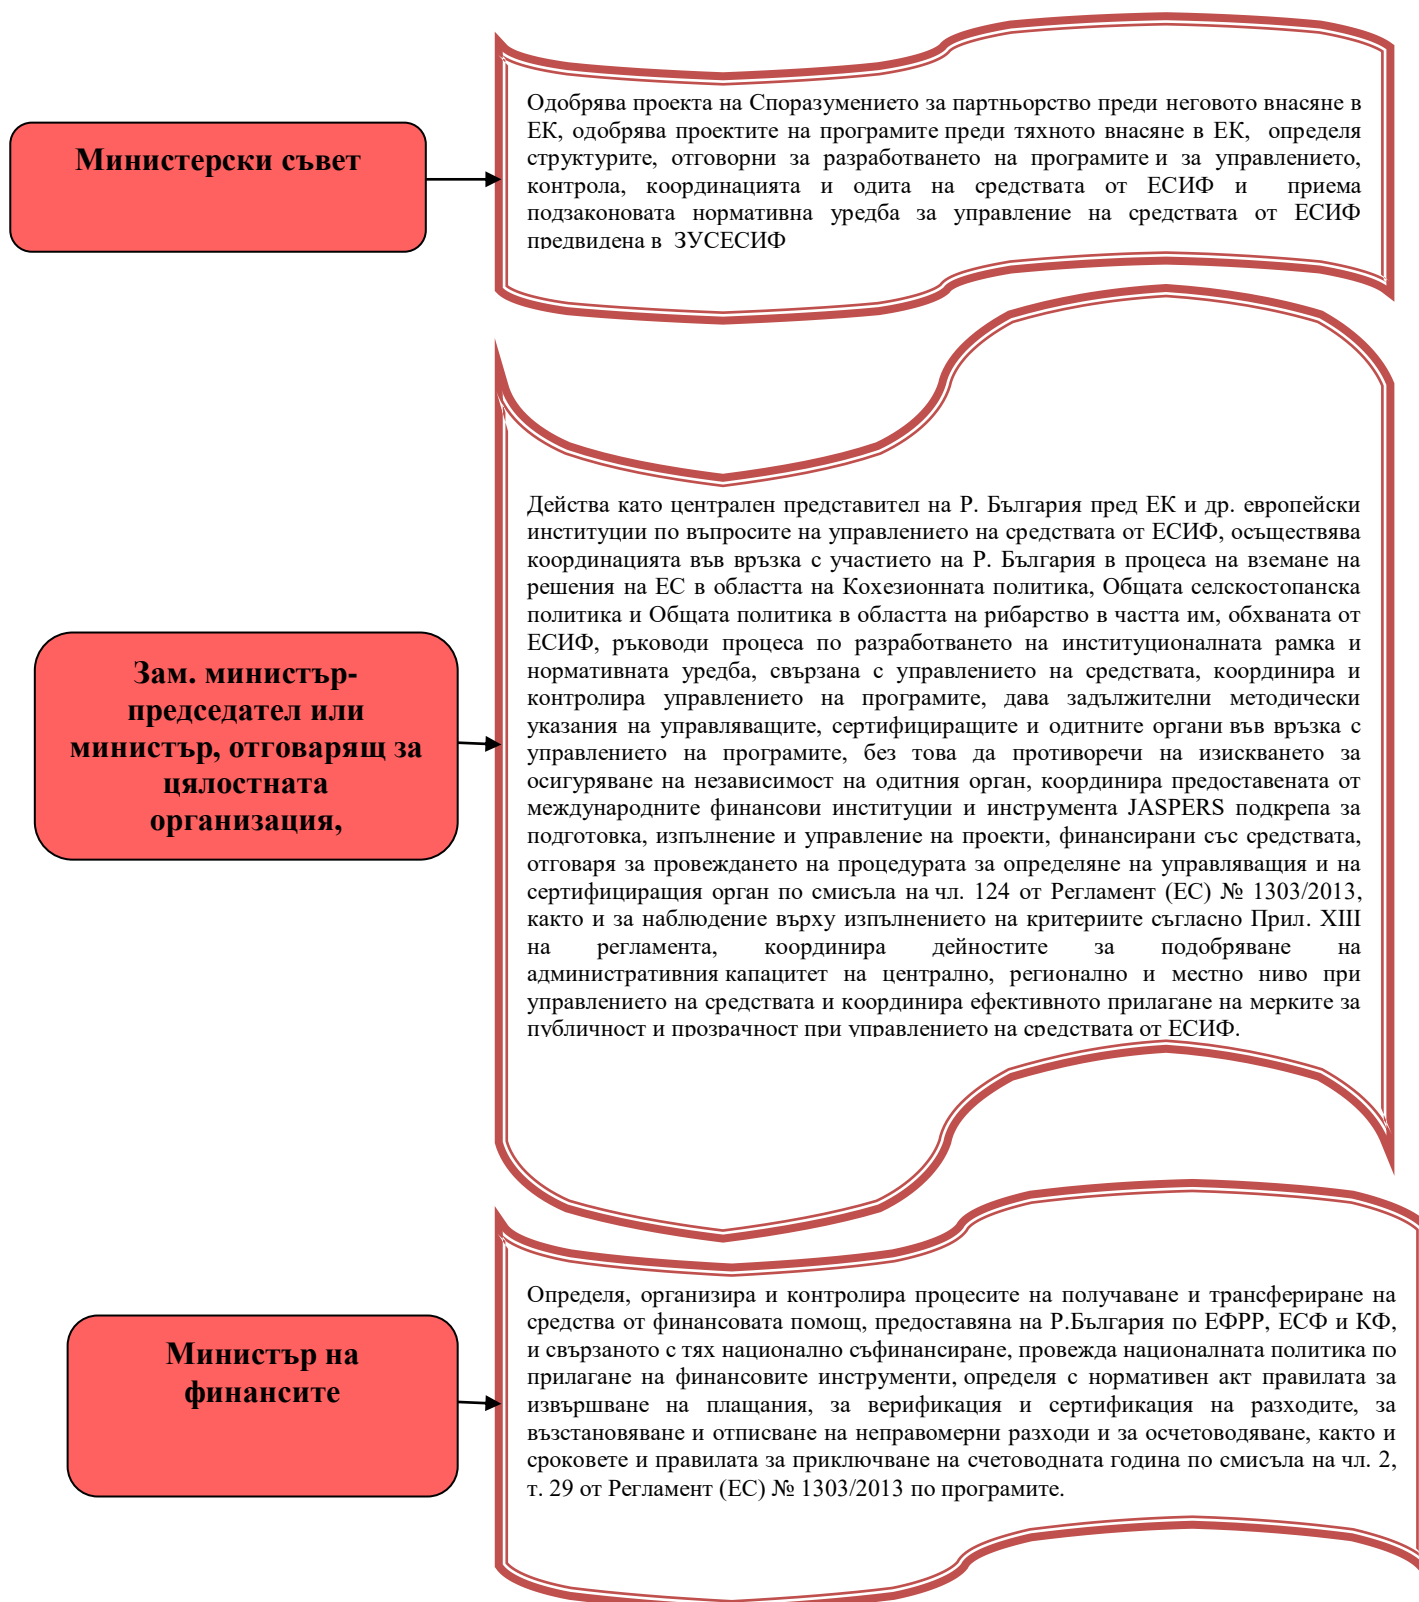 Министерски съвет
Одобрява проекта на Споразумението за партньорство преди неговото внасяне в
ЕК, одобрява проектите на програмите преди тяхното внасяне в ЕК, определя
структурите, отговорни за разработването на програмите и за управлението,
контрола, координацията и одита на средствата от ЕСИФ и приема
подзаконовата нормативна уредба за управление на средствата от ЕСИФ
предвидена в ЗУСЕСИФ
Зам. министър-
председател или
министър, отговарящ за
цялостната
организация,
Действа като централен представител на Р. България пред ЕК и др. европейски
институции по въпросите на управлението на средствата от ЕСИФ, осъществява
координацията във връзка с участието на Р. България в процеса на вземане на
решения на ЕС в областта на Кохезионната политика, Общата селскостопанска
политика и Общата политика в областта на рибарство в частта им, обхваната от
ЕСИФ, ръководи процеса по разработването на институционалната рамка и
нормативната уредба, свързана с управлението на средствата, координира и
контролира управлението на програмите, дава задължителни методически
указания на управляващите, сертифициращите и одитните органи във връзка с
управлението на програмите, без това да противоречи на изискването за
осигуряване на независимост на одитния орган, координира предоставената от
международните финансови институции и инструмента JASPERS подкрепа за
подготовка, изпълнение и управление на проекти, финансирани със средствата,
отговаря за провеждането на процедурата за определяне на управляващия и на
сертифициращия орган по смисъла на чл. 124 от Регламент (ЕС) № 1303/2013,
както и за наблюдение върху изпълнението на критериите съгласно Прил. XIII
на регламента, координира дейностите за подобряване на
административния капацитет на централно, регионално и местно ниво при
управлението на средствата и координира ефективното прилагане на мерките за
публичност и прозрачност при управлението на средствата от ЕСИФ.
Министър на
финансите
Определя, организира и контролира процесите на получаване и трансфериране на
средства от финансовата помощ, предоставяна на Р.България по ЕФРР, ЕСФ и КФ,
и свързаното с тях национално съфинансиране, провежда националната политика по
прилагане на финансовите инструменти, определя с нормативен акт правилата за
извършване на плащания, за верификация и сертификация на разходите, за
възстановяване и отписване на неправомерни разходи и за осчетоводяване, както и
сроковете и правилата за приключване на счетоводната година по смисъла на чл. 2,
т. 29 от Регламент (ЕС) № 1303/2013 по програмите.